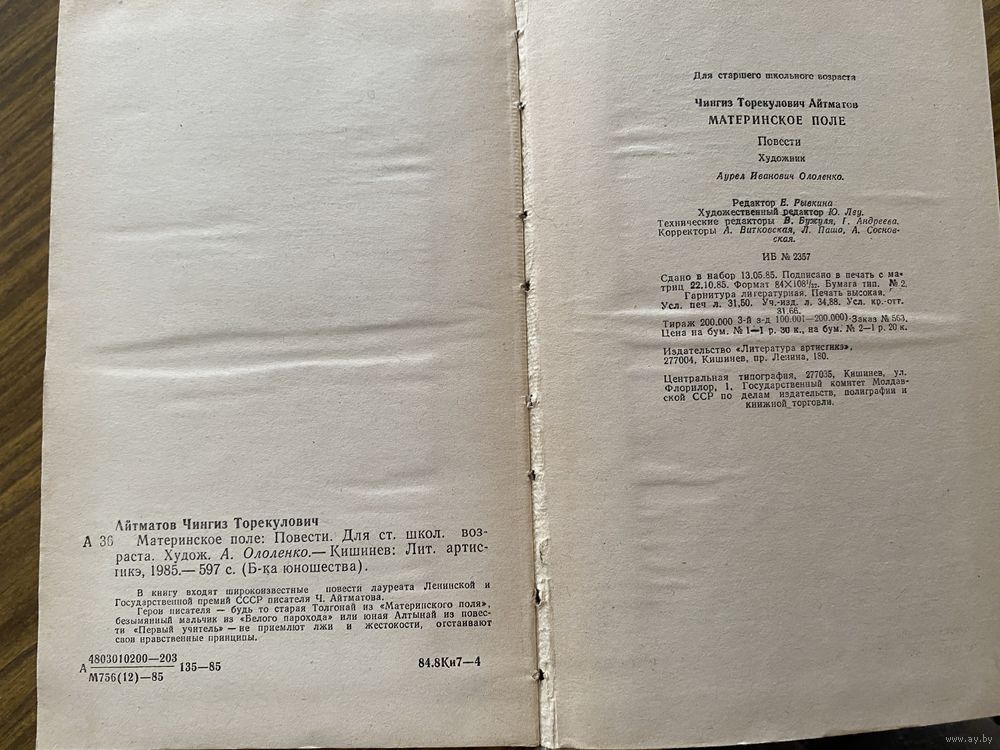 Айтматов Чингиз Торекулович
А 36 Материнское поле: Повести. Для ст. школ. воз-
раста. Худож. А. Ололенко.— Кишинев: Лит. артис-
тикэ, 1985.— 597 с. (Б-ка юношества).
В книгу входят широкоизвестные повести лауреата Ленинской и
Государственной премий СССР писателя Ч. Айтматова.
Герои писателя — будь то старая Толгонай из «Материнского поля»,
безымянный мальчик из «Белого парохода» или юная Алтынай из повес-
ти «Первый учитель» — не приемлют лжи и жестокости, отстаивают
свои нравственные принципы.
А 4803010200—203
М756(12)—85
135—85
84.8Ки7—4
Для старшего школьного возраста
Чингиз Торекулович Айтматов
МАТЕРИНСКОЕ ПОЛЕ
Повести
Художник
Аурел Иванович Ололенко.
Редактор Е. Рывкина
Художественный редактор Ю. Леу.
Технические редакторы В. Бужуля, Г. Андреева.
Корректоры А. Витковская, Л. Пашо, А. Соснов-
ская.
ИБ № 2357
Сдано в набор 13.05.85. Подписано в печать с ма-
триц 22.10.85. Формат 84×108¹/₃₂. Бумага тип. № 2.
Гарнитура литературная. Печать высокая.
Усл. печ л. 31,50. Уч.-изд. л. 34,88. Усл. кр.-отт.
31.66.
Тираж 200.000 3-й з-д 100.001—200.000) Заказ № 563.
Цена на бум. № 1—1 р. 30 к., на бум. № 2—1 р. 20 к.
Издательство «Литература артистикэ»,
277004, Кишинев, пр. Ленина, 180.
Центральная типография, 277035, Кишинев, ул.
Флорилор, 1, Государственный комитет Молдав-
ской ССР по делам издательств, полиграфии и
книжной торговли.
www.ay.by